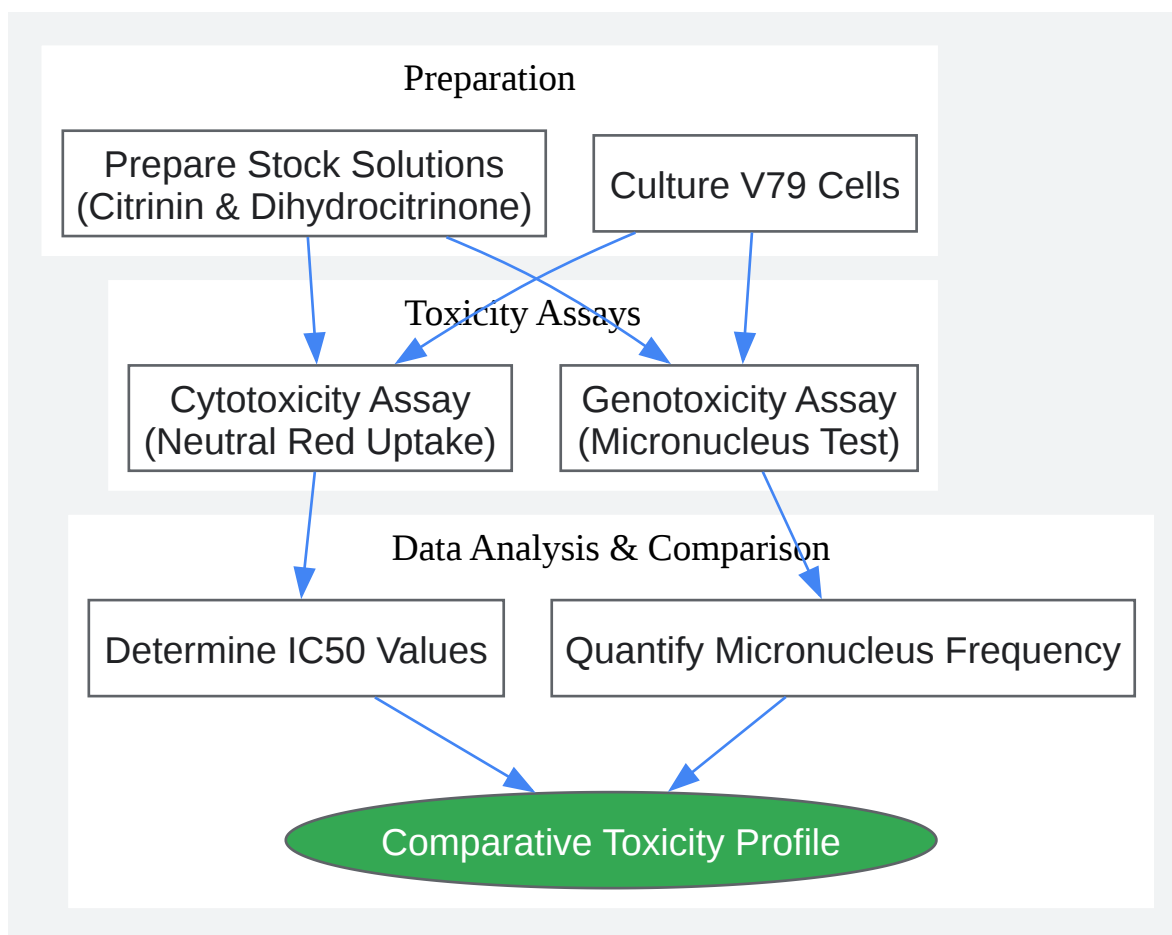 Preparation
Prepare Stock Solutions
(Citrinin & Dihydrocitrinone)
Culture V79 Cells
Toxicity Assays
Cytotoxicity Assay
(Neutral Red Uptake)
Genotoxicity Assay
(Micronucleus Test)
Data Analysis & Comparison
Determine IC50 Values
Quantify Micronucleus Frequency
Comparative Toxicity Profile